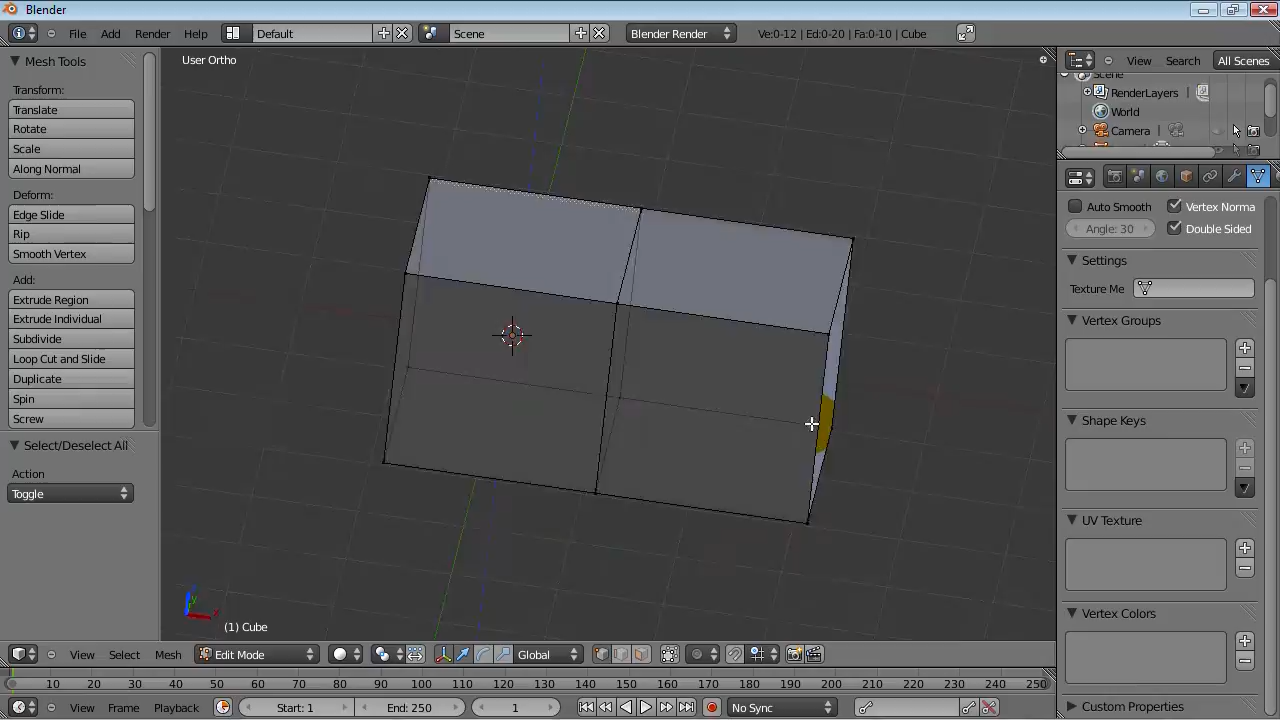 Blender
File Add Render Help Default Scene Blender Render Ve:0-12 | Ed:0-20 | Fa:0-10 | Cube
Mesh Tools
Transform:
Translate
Rotate
Scale
Along Normal
Deform:
Edge Slide
Rip
Smooth Vertex
Add:
Extrude Region
Extrude Individual
Subdivide
Loop Cut and Slide
Duplicate
Spin
Screw
Select/Deselect All
Action
Toggle
User Ortho
z
y
x
(1) Cube
View Search All Scenes
Scene
RenderLayers
World
Camera
Auto Smooth Vertex Norma
Angle: 30 Double Sided
Settings
Texture Me
Vertex Groups
Shape Keys
UV Texture
Vertex Colors
Custom Properties
View Select Mesh Edit Mode Global
10 20 30 40 50 60 70 80 90 100 110 120 130 140 150 160 170 180 190 200 210 220 230 240 250
View Frame Playback Start: 1 End: 250 1 No Sync